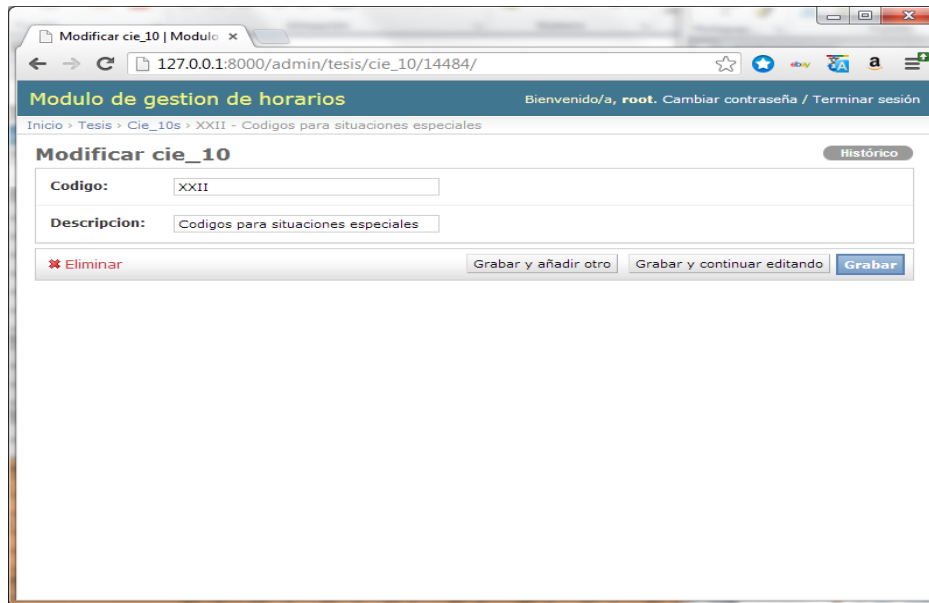 Modificar cie_10 | Modulo
127.0.0.1:8000/admin/tesis/cie_10/14484/
ebay
a
Modulo de gestion de horarios
Bienvenido/a, root. Cambiar contraseña / Terminar sesión
Inicio › Tesis › Cie_10s › XXII - Codigos para situaciones especiales
Modificar cie_10
Histórico
Codigo:
XXII
Descripcion:
Codigos para situaciones especiales
Eliminar
Grabar y añadir otro
Grabar y continuar editando
Grabar